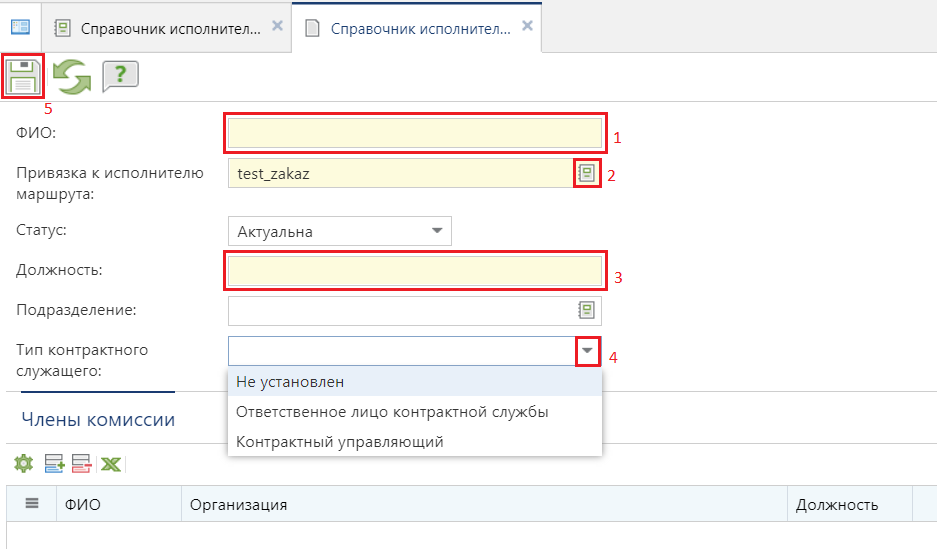 Справочник исполнител...
Справочник исполнител...
?
5
ФИО:
1
Привязка к исполнителю
маршрута:
test_zakaz
2
Статус:
Актуальна
Должность:
3
Подразделение:
Тип контрактного
служащего:
4
Не установлен
Ответственное лицо контрактной службы
Контрактный управляющий
Члены комиссии
ФИО
Организация
Должность